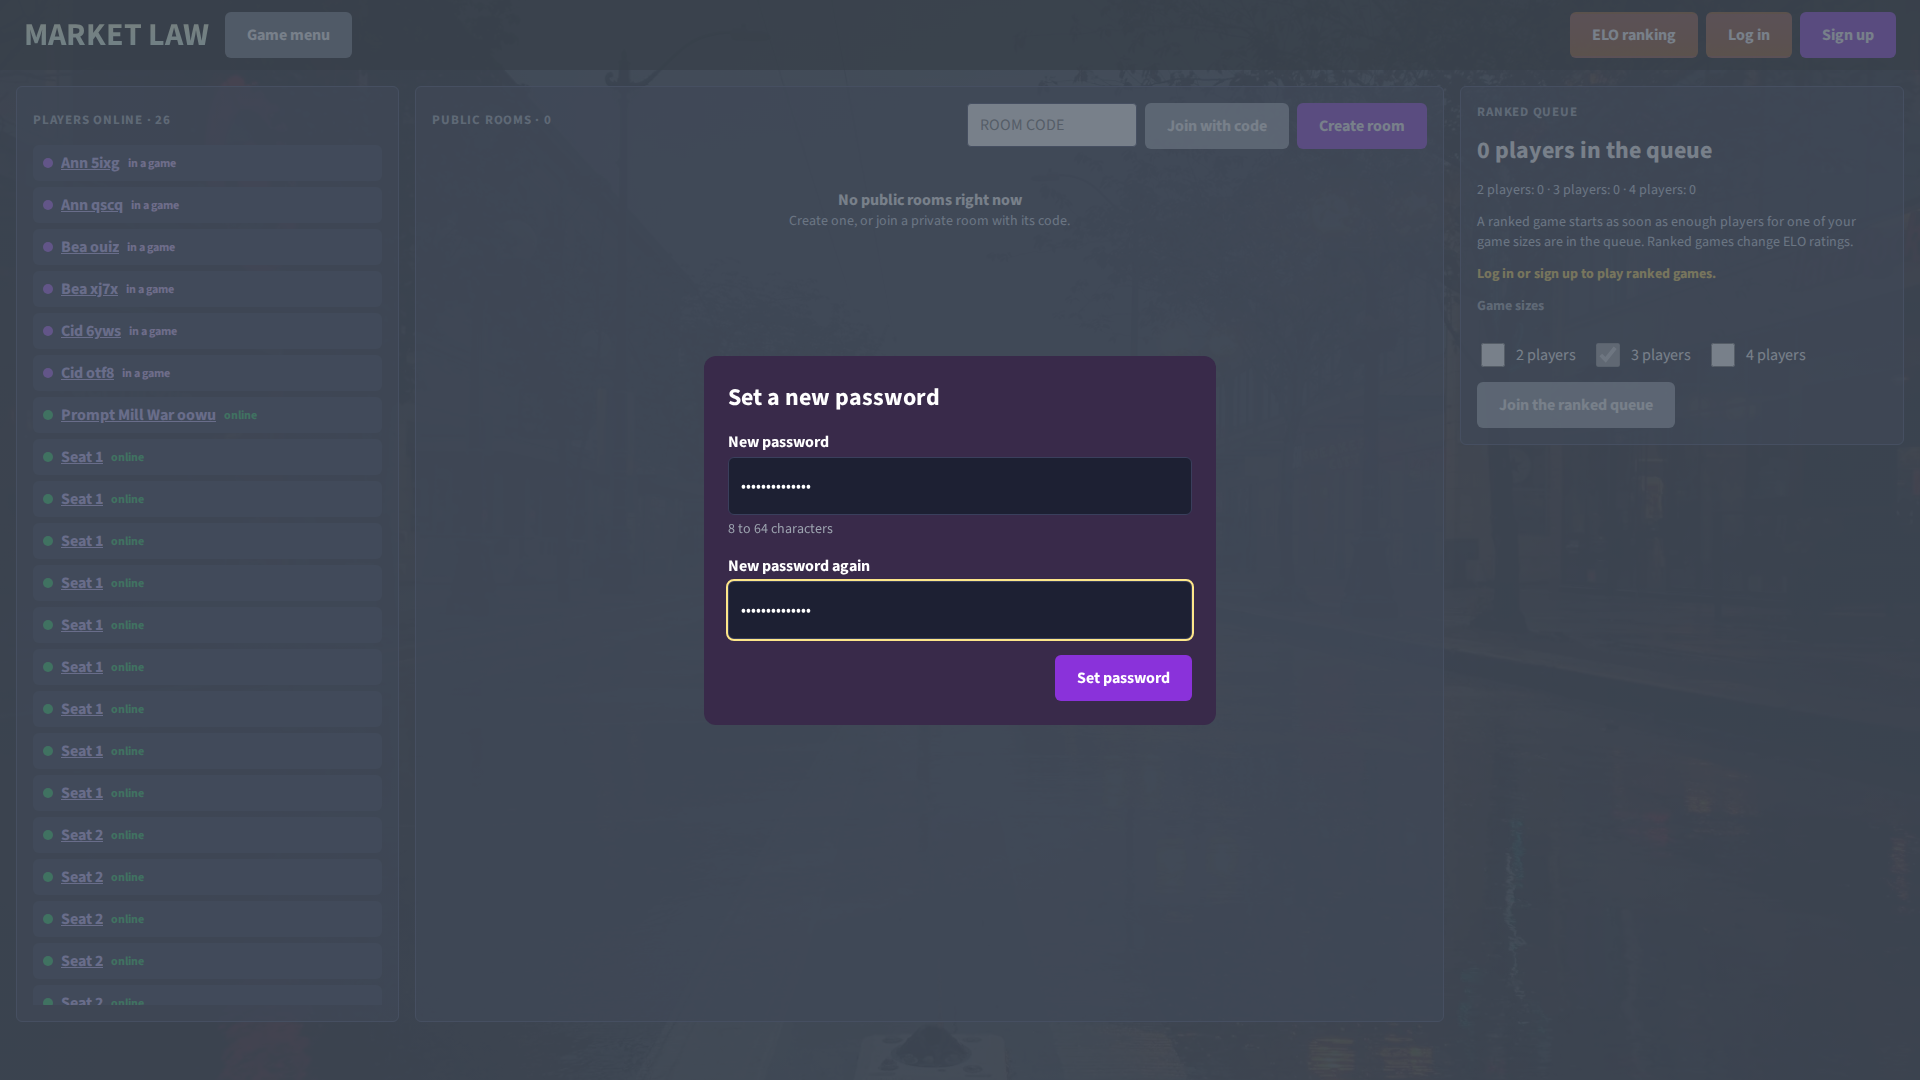 MARKET LAW
Game menu
ELO ranking
Log in
Sign up
PLAYERS ONLINE · 26
Ann 5ixg in a game
Ann qscq in a game
Bea ouiz in a game
Bea xj7x in a game
Cid 6yws in a game
Cid otf8 in a game
Prompt Mill War oowu online
Seat 1 online
Seat 1 online
Seat 1 online
Seat 1 online
Seat 1 online
Seat 1 online
Seat 1 online
Seat 1 online
Seat 1 online
Seat 2 online
Seat 2 online
Seat 2 online
Seat 2 online
Seat 2 online
PUBLIC ROOMS · 0
ROOM CODE
Join with code
Create room
No public rooms right now
Create one, or join a private room with its code.
Set a new password
New password
••••••••••••••
8 to 64 characters
New password again
••••••••••••••
Set password
RANKED QUEUE
0 players in the queue
2 players: 0 · 3 players: 0 · 4 players: 0
A ranked game starts as soon as enough players for one of your
game sizes are in the queue. Ranked games change ELO ratings.
Log in or sign up to play ranked games.
Game sizes
2 players
3 players
4 players
Join the ranked queue